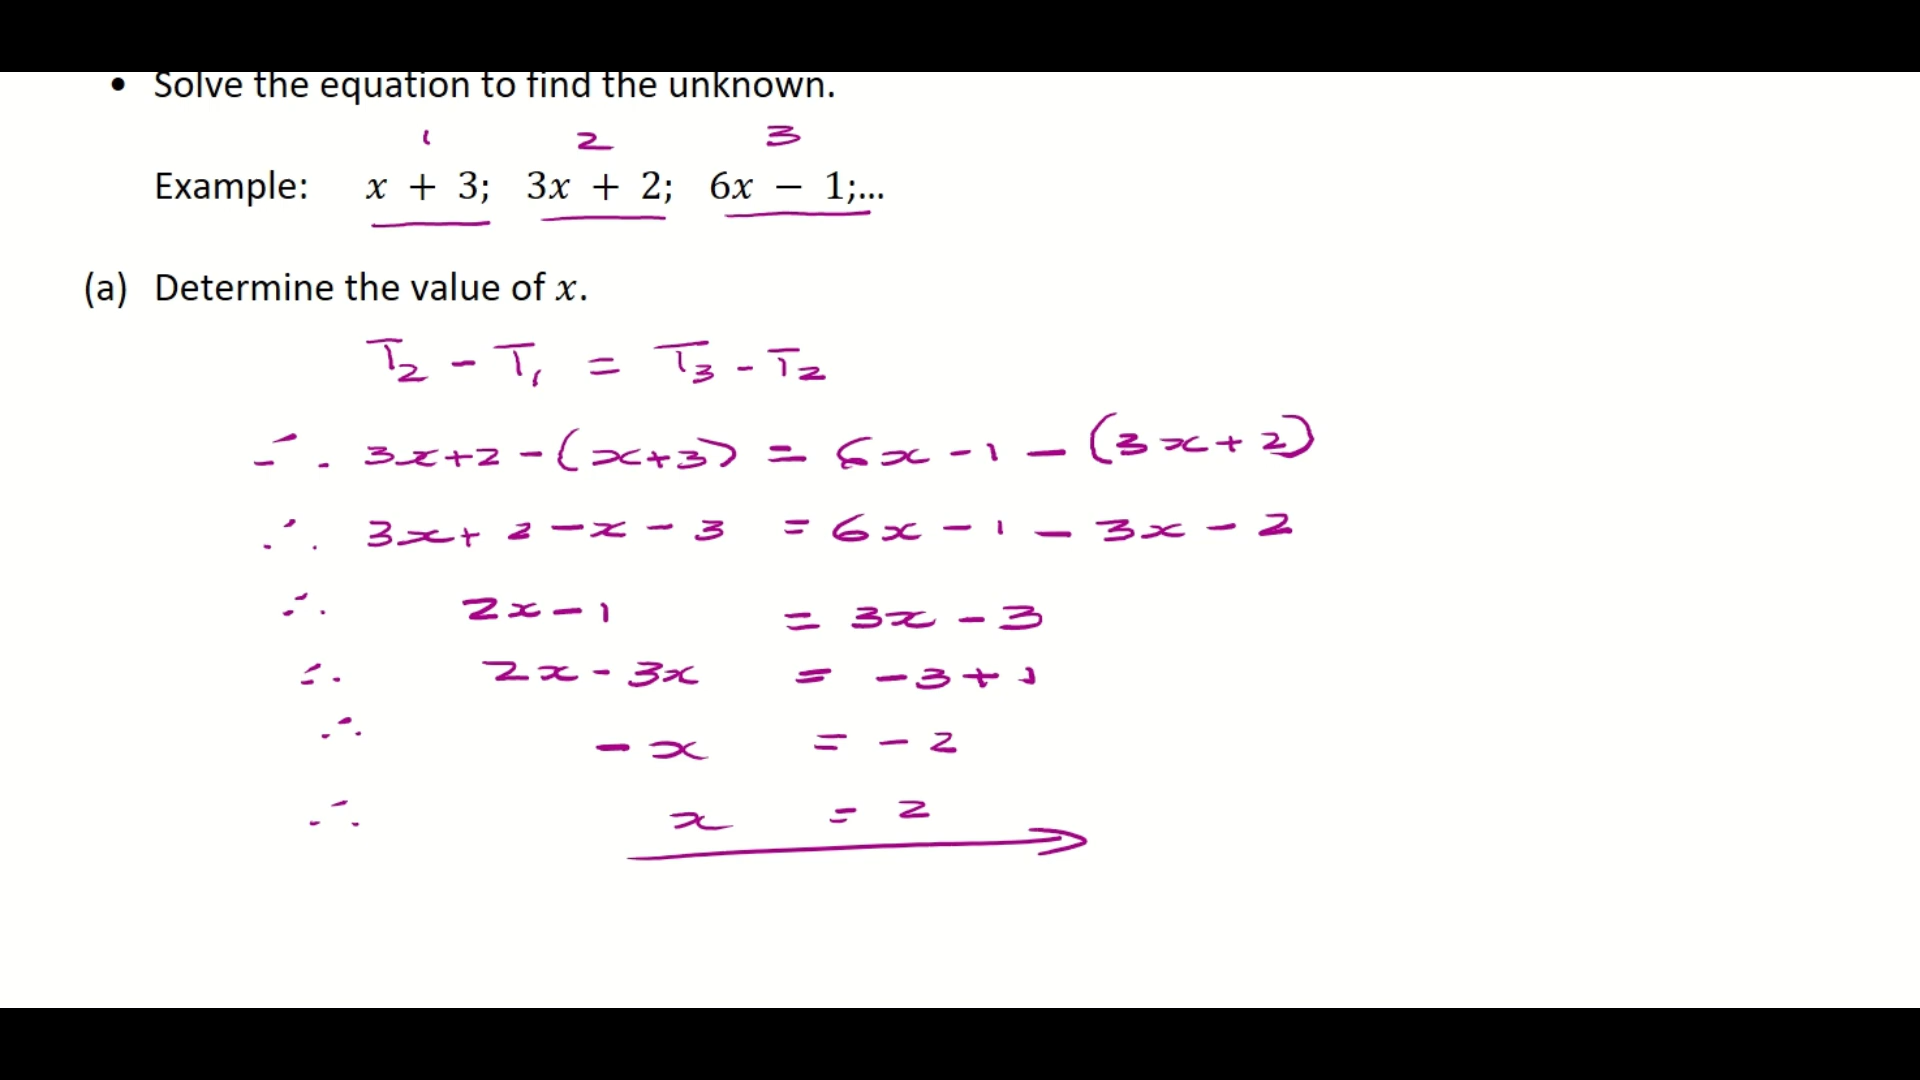 • Solve the equation to find the unknown.
1 2 3
Example: x + 3; 3x + 2; 6x − 1;...
(a) Determine the value of x.
T₂ - T₁ = T₃ - T₂
∴ 3x+2 - (x+3) = 6x - 1 - (3x+2)
∴ 3x+2-x-3 = 6x-1-3x-2
∴ 2x-1 = 3x-3
∴ 2x-3x = -3+1
∴ -x = -2
∴ x = 2